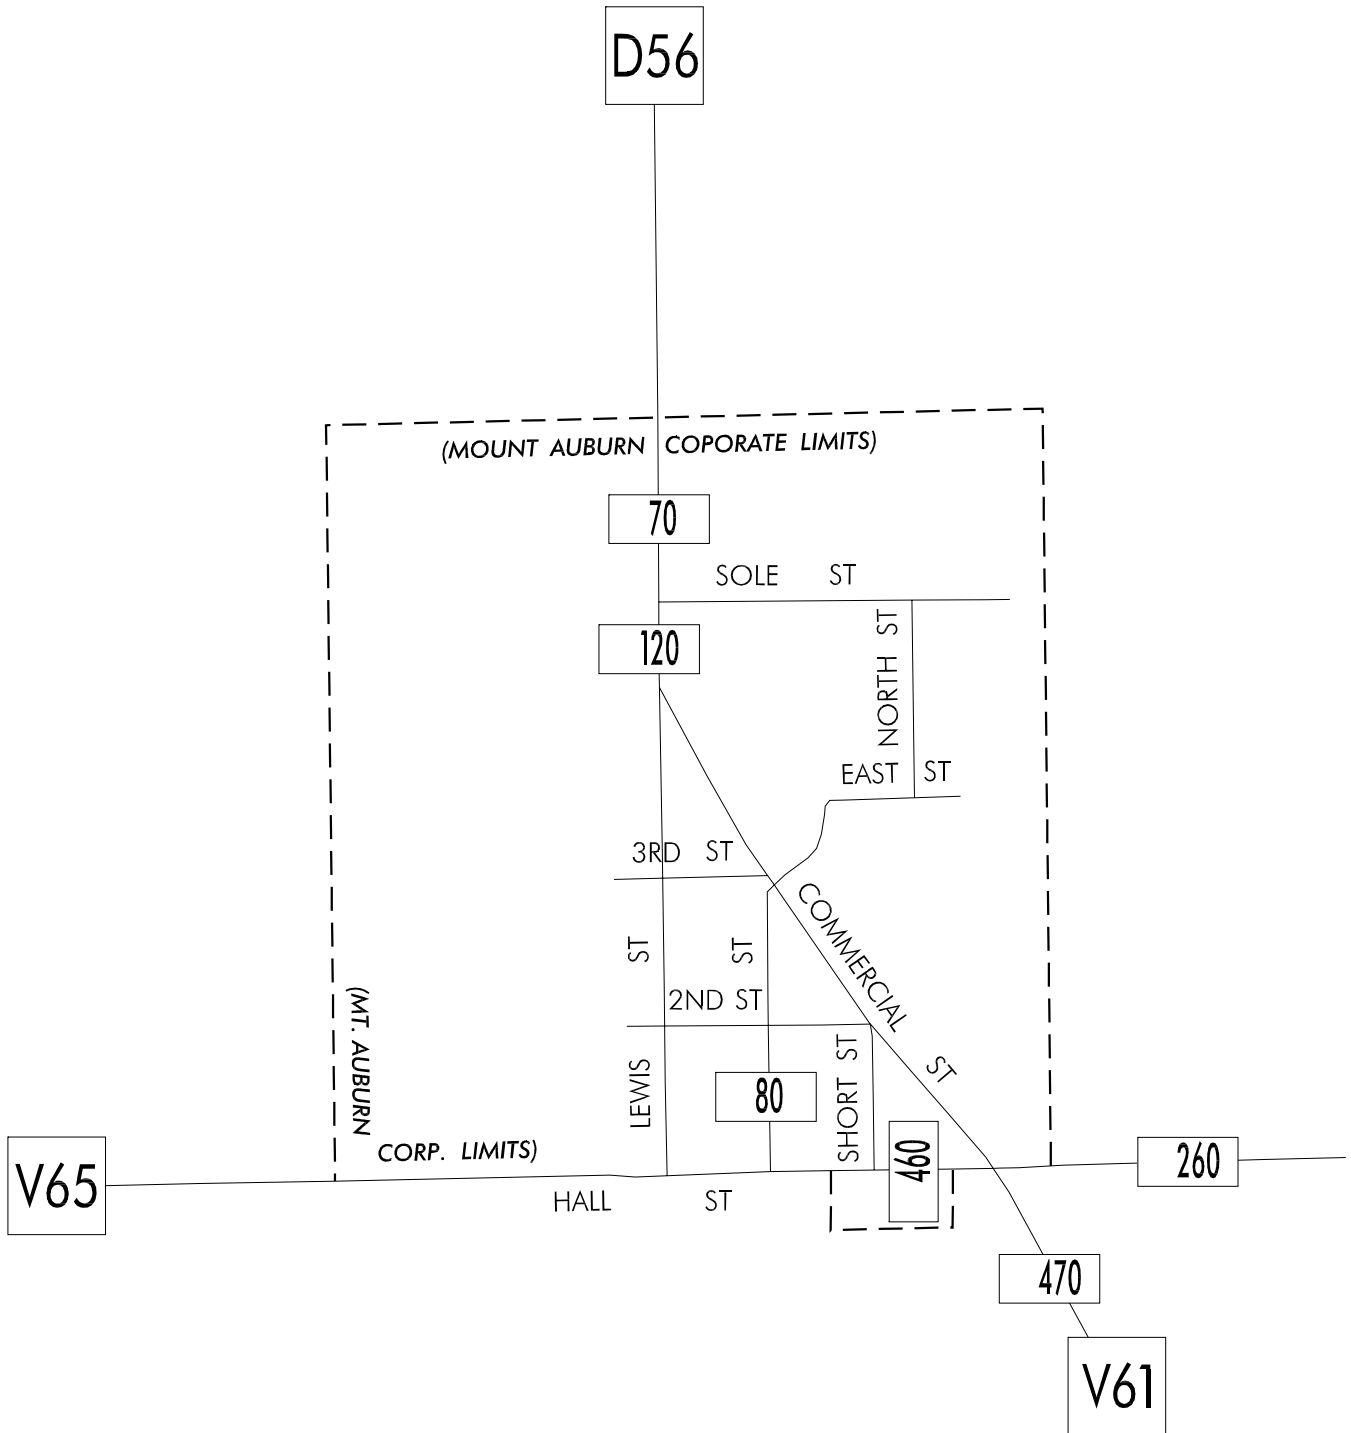 D56
(MOUNT AUBURN COPORATE LIMITS)
70
SOLE ST
NORTH ST
120
EAST ST
3RD ST
COMMERCIAL ST
LEWIS ST
ST
2ND ST
SHORT ST
80
(MT. AUBURN
CORP. LIMITS)
V65
HALL ST
460
260
470
V61